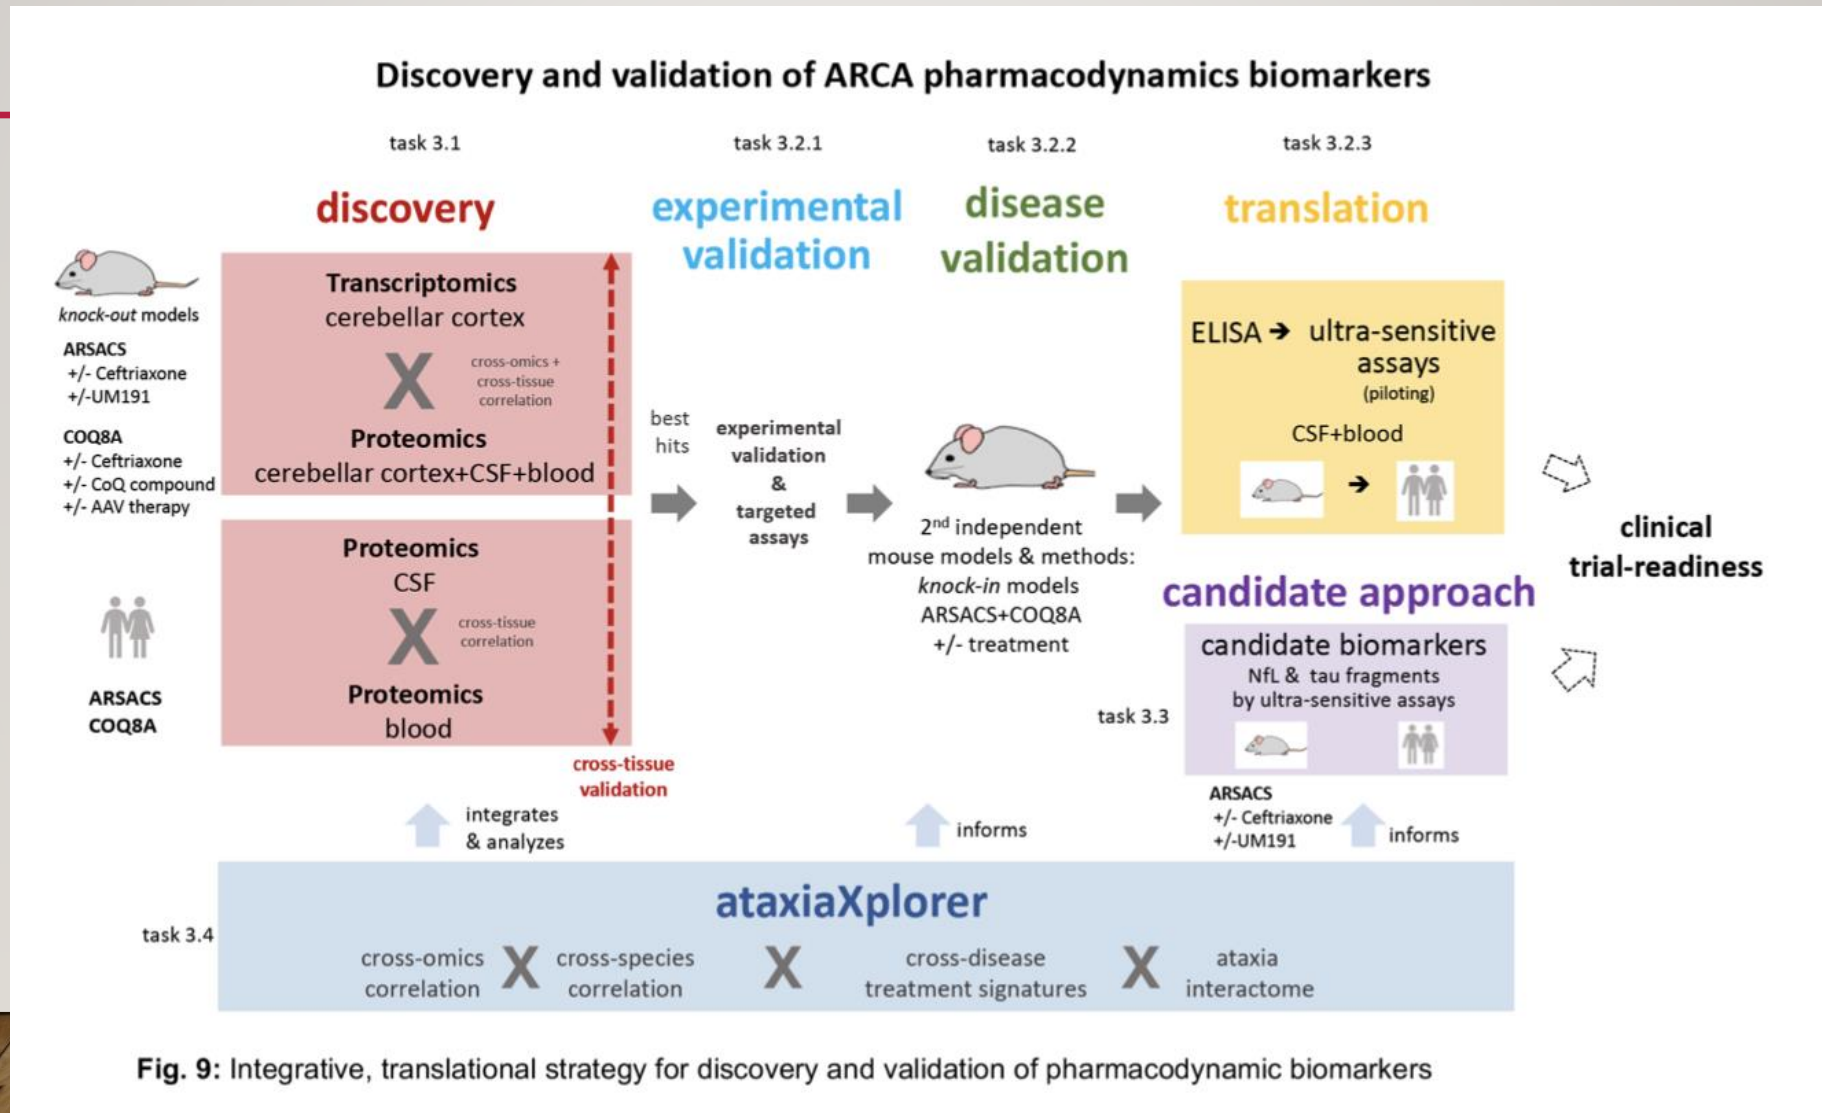 Discovery and validation of ARCA pharmacodynamics biomarkers
task 3.1
task 3.2.1
task 3.2.2
task 3.2.3
discovery
experimental
validation
disease
validation
translation
knock-out models
ARSACS
+/- Ceftriaxone
+/-UM191
COQ8A
+/- Ceftriaxone
+/- CoQ compound
+/- AAV therapy
Transcriptomics
cerebellar cortex
X
cross-omics +
cross-tissue
correlation
Proteomics
cerebellar cortex+CSF+blood
ARSACS
COQ8A
Proteomics
CSF
X
cross-tissue
correlation
Proteomics
blood
cross-tissue
validation
best
hits
experimental
validation
&
targeted
assays
2nd independent
mouse models & methods:
knock-in models
ARSACS+COQ8A
+/- treatment
ELISA ➔ ultra-sensitive
assays
(piloting)
CSF+blood
➔
clinical
trial-readiness
candidate approach
candidate biomarkers
NfL & tau fragments
by ultra-sensitive assays
task 3.3
ARSACS
+/- Ceftriaxone
+/-UM191
integrates
& analyzes
informs
informs
ataxiaXplorer
task 3.4
cross-omics
correlation
X
cross-species
correlation
X
cross-disease
treatment signatures
X
ataxia
interactome
Fig. 9: Integrative, translational strategy for discovery and validation of pharmacodynamic biomarkers